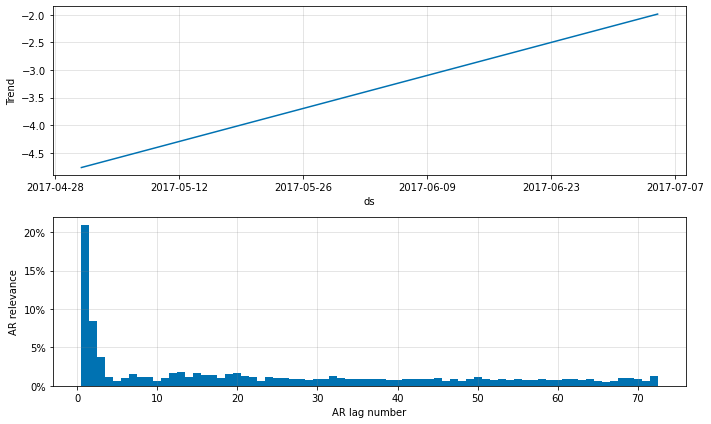 −2.0
−2.5
−3.0
−3.5
−4.0
−4.5
Trend
2017-04-28 2017-05-12 2017-05-26 2017-06-09 2017-06-23 2017-07-07
ds
20%
15%
10%
5%
0%
AR relevance
0 10 20 30 40 50 60 70
AR lag number